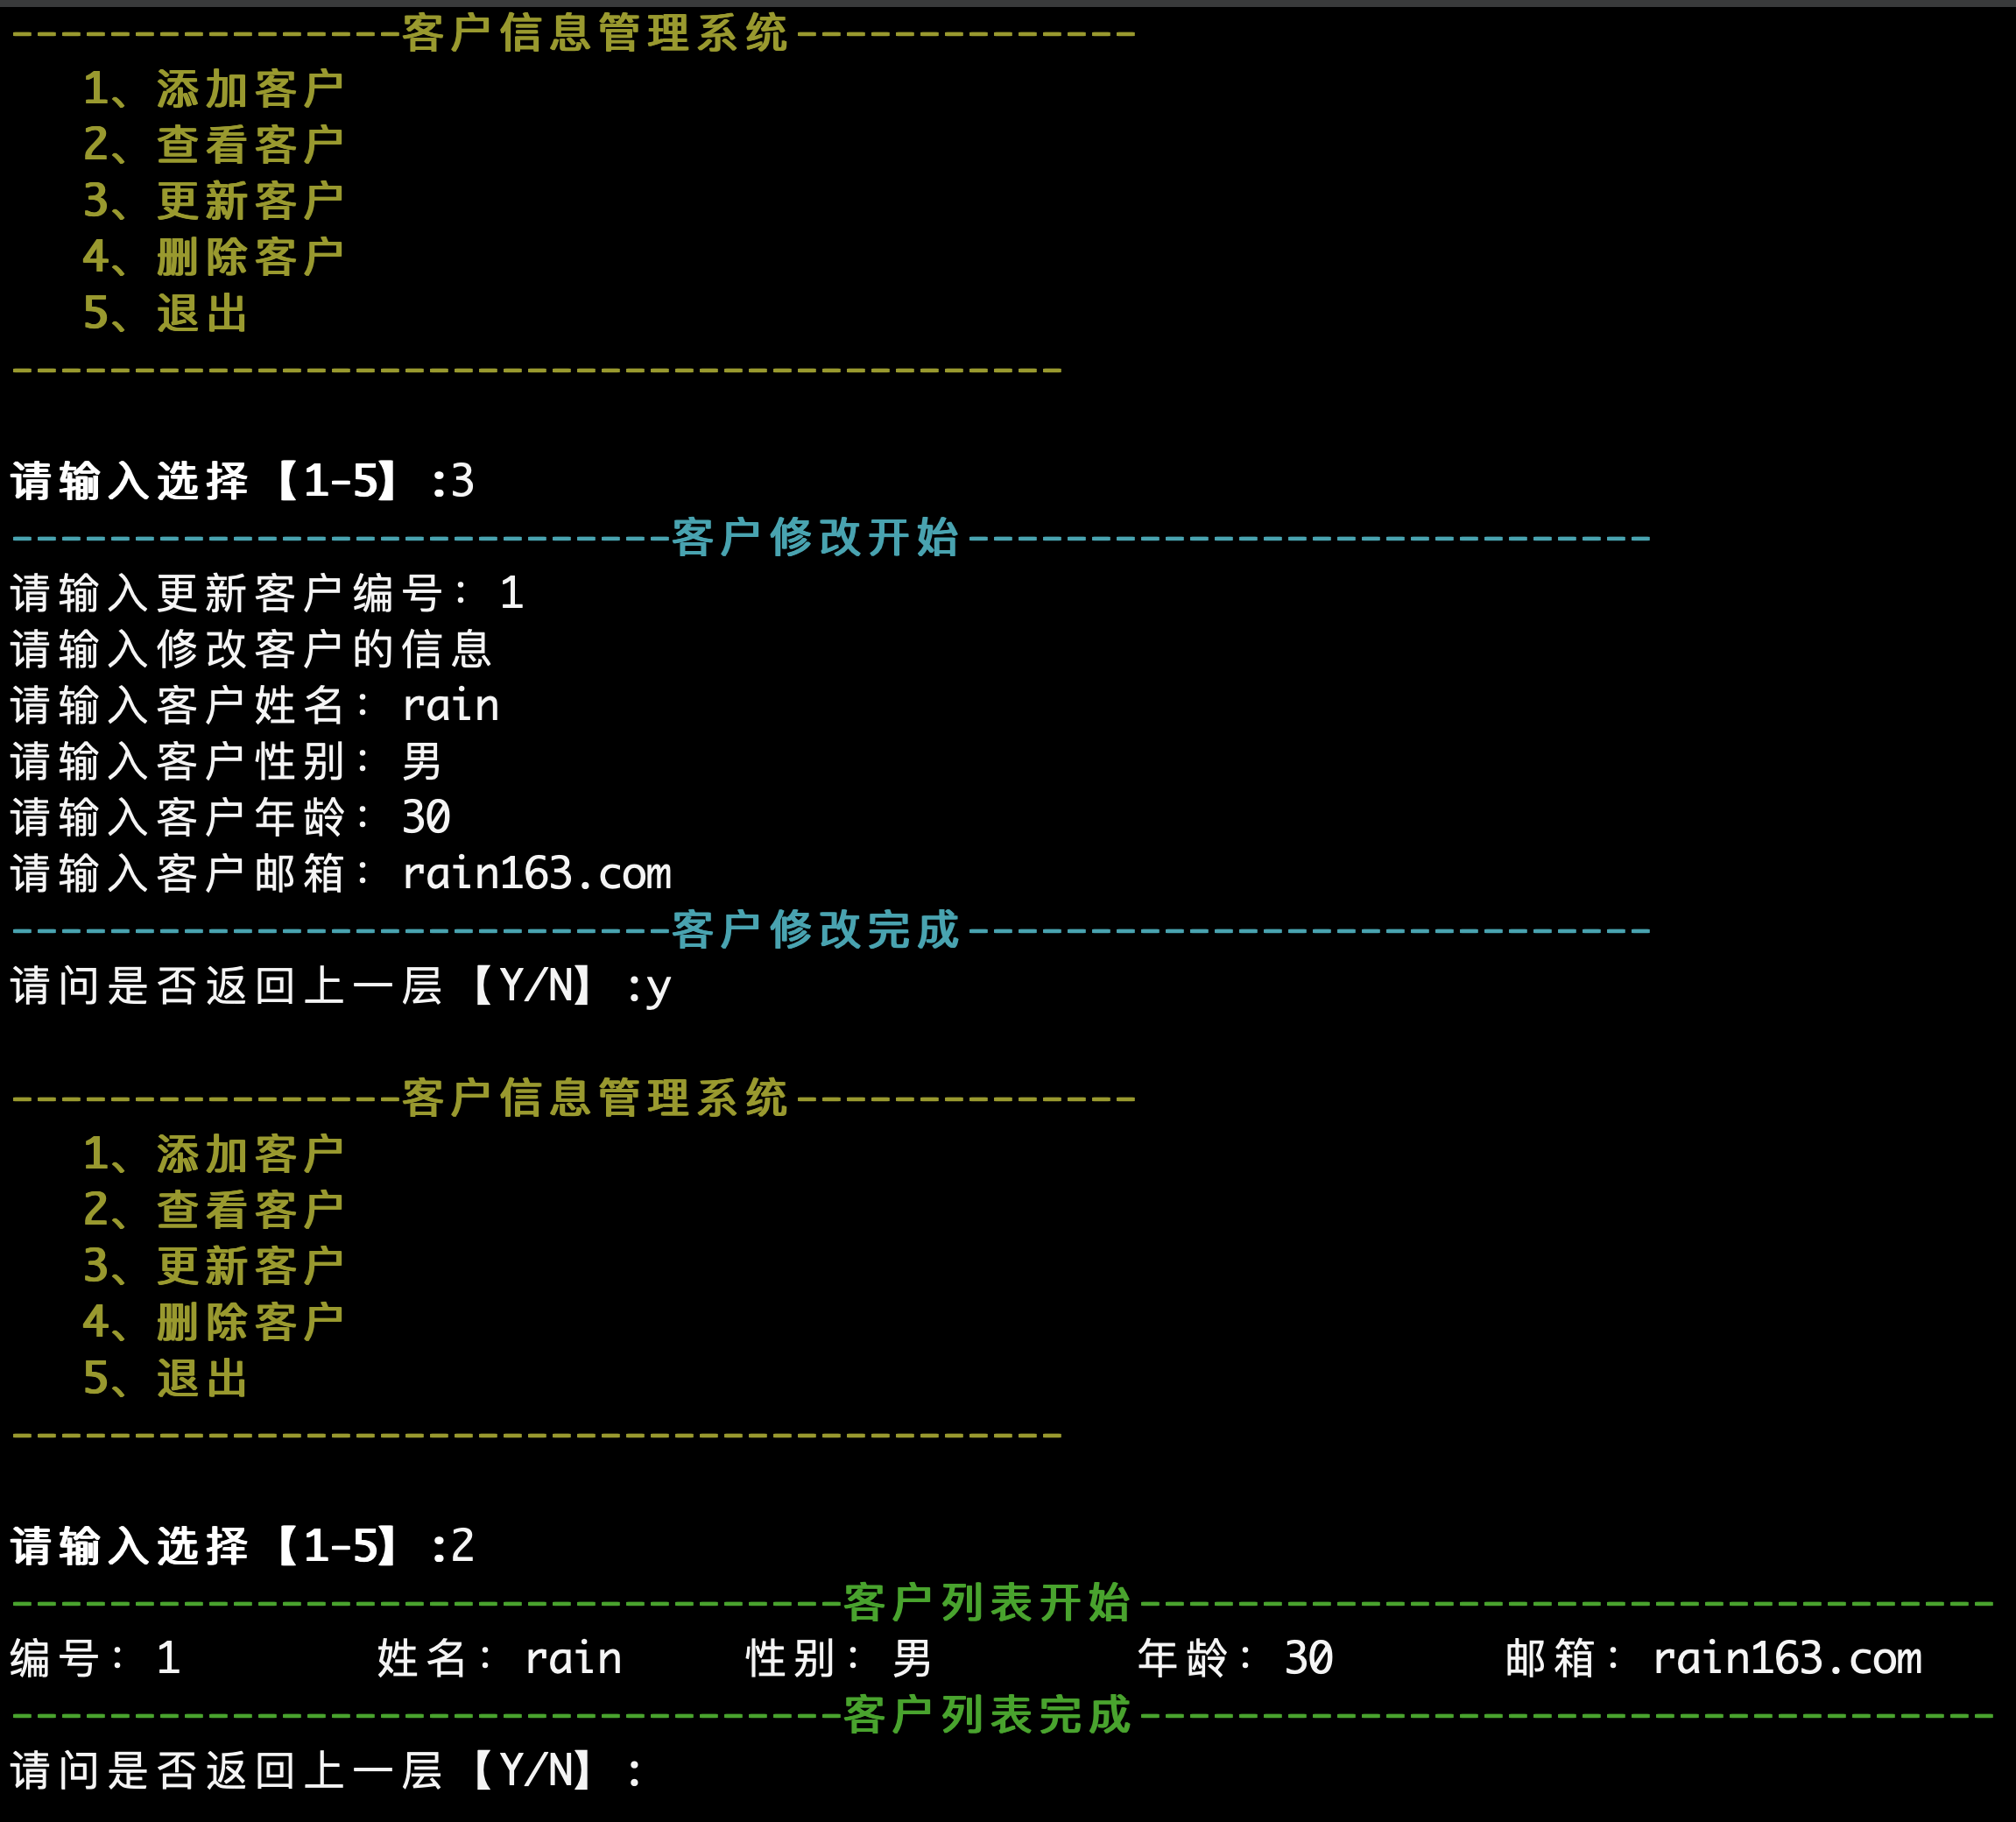 ----------------客户信息管理系统--------------
1、添加客户
2、查看客户
3、更新客户
4、删除客户
5、退出
-------------------------------------------
请输入选择【1-5】:3
---------------------------客户修改开始----------------------------
请输入更新客户编号：1
请输入修改客户的信息
请输入客户姓名：rain
请输入客户性别：男
请输入客户年龄：30
请输入客户邮箱：rain163.com
---------------------------客户修改完成----------------------------
请问是否返回上一层【Y/N】:y
----------------客户信息管理系统--------------
1、添加客户
2、查看客户
3、更新客户
4、删除客户
5、退出
-------------------------------------------
请输入选择【1-5】:2
----------------------------------客户列表开始-----------------------------------
编号：1 姓名：rain 性别：男 年龄：30 邮箱：rain163.com
----------------------------------客户列表完成-----------------------------------
请问是否返回上一层【Y/N】: